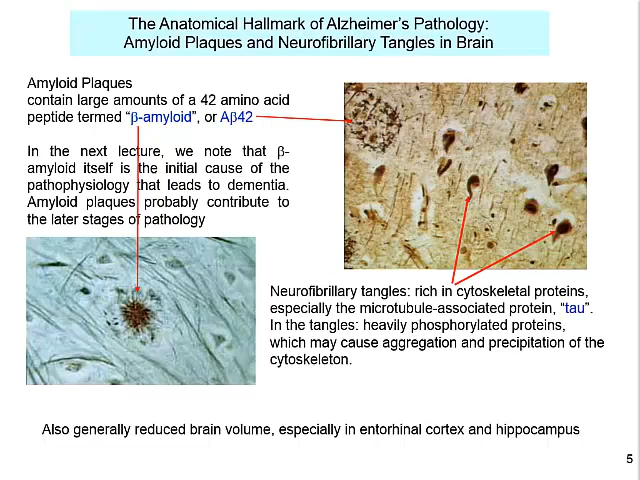 The Anatomical Hallmark of Alzheimer's Pathology:
Amyloid Plaques and Neurofibrillary Tangles in Brain
Amyloid Plaques
contain large amounts of a 42 amino acid
peptide termed “β-amyloid”, or Aβ42
In the next lecture, we note that β-
amyloid itself is the initial cause of the
pathophysiology that leads to dementia.
Amyloid plaques probably contribute to
the later stages of pathology
Neurofibrillary tangles: rich in cytoskeletal proteins,
especially the microtubule-associated protein, “tau”.
In the tangles: heavily phosphorylated proteins,
which may cause aggregation and precipitation of the
cytoskeleton.
Also generally reduced brain volume, especially in entorhinal cortex and hippocampus
5